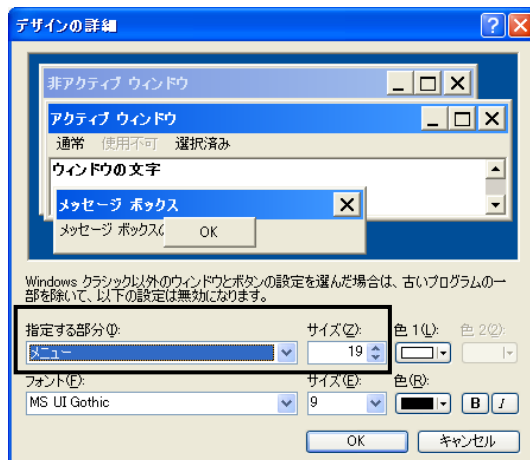 デザインの詳細
非アクティブ ウィンドウ
アクティブ ウィンドウ
通常 使用不可 選択済み
ウィンドウの文字
メッセージ ボックス
メッセージ ボックスの
OK
Windows クラシック以外のウィンドウとボタンの設定を選んだ場合は、古いプログラムの一
部を除いて、以下の設定は無効になります。
指定する部分(I): サイズ(Z): 色 1(L): 色 2(2):
メニュー 19
フォント(F): サイズ(E): 色(R):
MS UI Gothic 9 B I
OK キャンセル